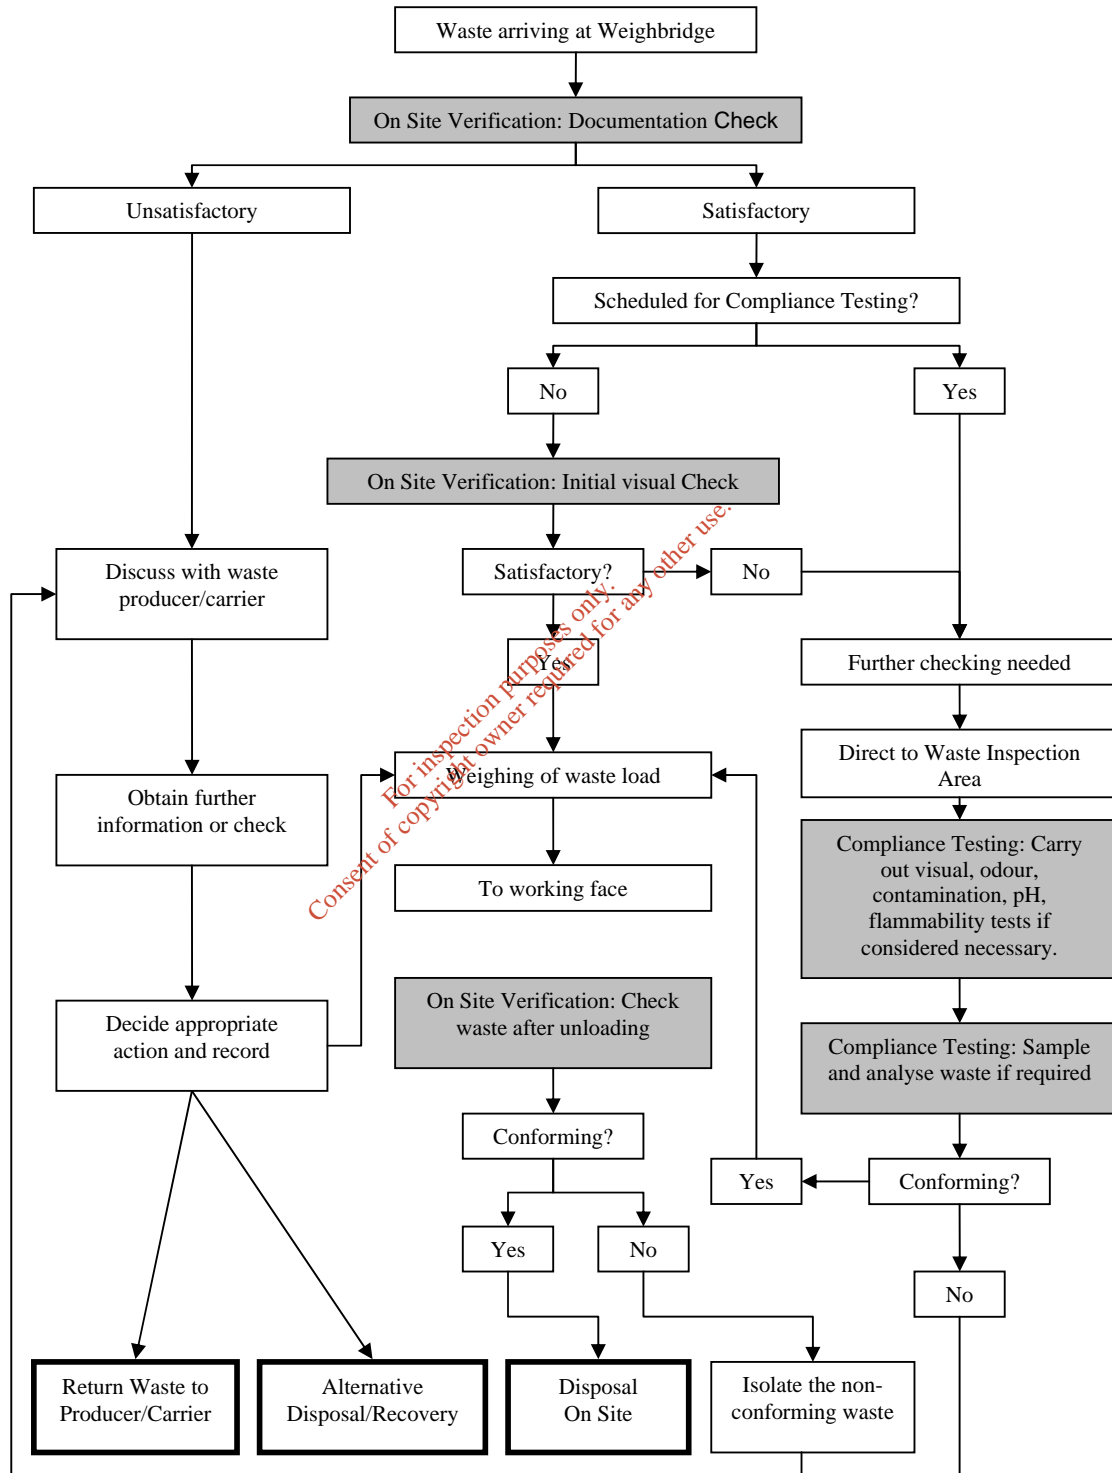 Waste arriving at Weighbridge
On Site Verification: Documentation Check
Unsatisfactory
Satisfactory
Scheduled for Compliance Testing?
No
Yes
On Site Verification: Initial visual Check
Discuss with waste
producer/carrier
Satisfactory?
No
Yes
Further checking needed
Direct to Waste Inspection
Area
Obtain further
information or check
Weighing of waste load
To working face
Compliance Testing: Carry
out visual, odour,
contamination, pH,
flammability tests if
considered necessary.
Decide appropriate
action and record
On Site Verification: Check
waste after unloading
Compliance Testing: Sample
and analyse waste if required
Conforming?
Yes
Conforming?
Yes
No
No
Return Waste to
Producer/Carrier
Alternative
Disposal/Recovery
Disposal
On Site
Isolate the non-
conforming waste
For inspection purposes only.
Consent of copyright owner required for any other use.